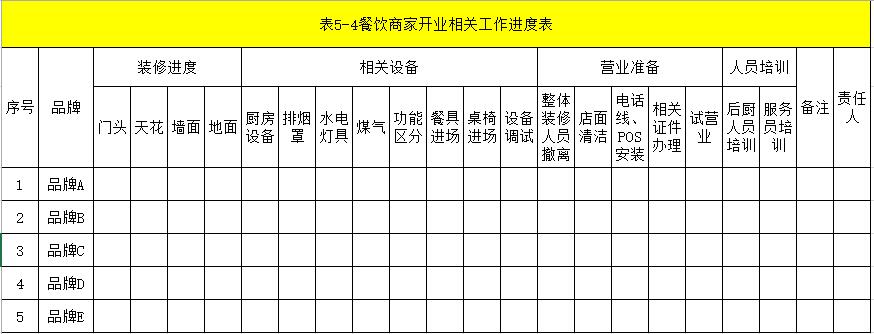 表5-4餐饮商家开业相关工作进度表
序号 品牌 装修进度 相关设备 营业准备 人员培训 备注 责任人
门头 天花 墙面 地面 厨房设备 排烟罩 水电灯具 煤气 功能区分 餐具进场 桌椅进场 设备调试 整体装修人员撤离 店面清洁 电话线、POS安装 相关证件办理 试营业 后厨人员培训 服务员培训
1 品牌A
2 品牌B
3 品牌C
4 品牌D
5 品牌E